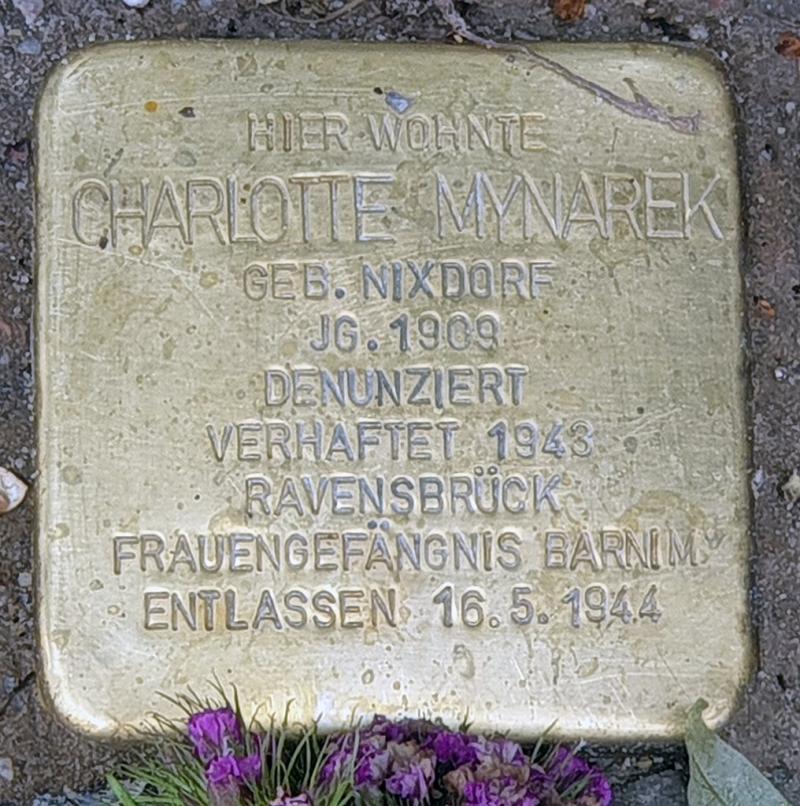 HIER WOHNTE
CHARLOTTE MYNAREK
GEB. NIXDORF
JG. 1909
DENUNZIERT
VERHAFTET 1943
RAVENSBRÜCK
FRAUENGEFÄNGNIS BARNIM
ENTLASSEN 16.5.1944